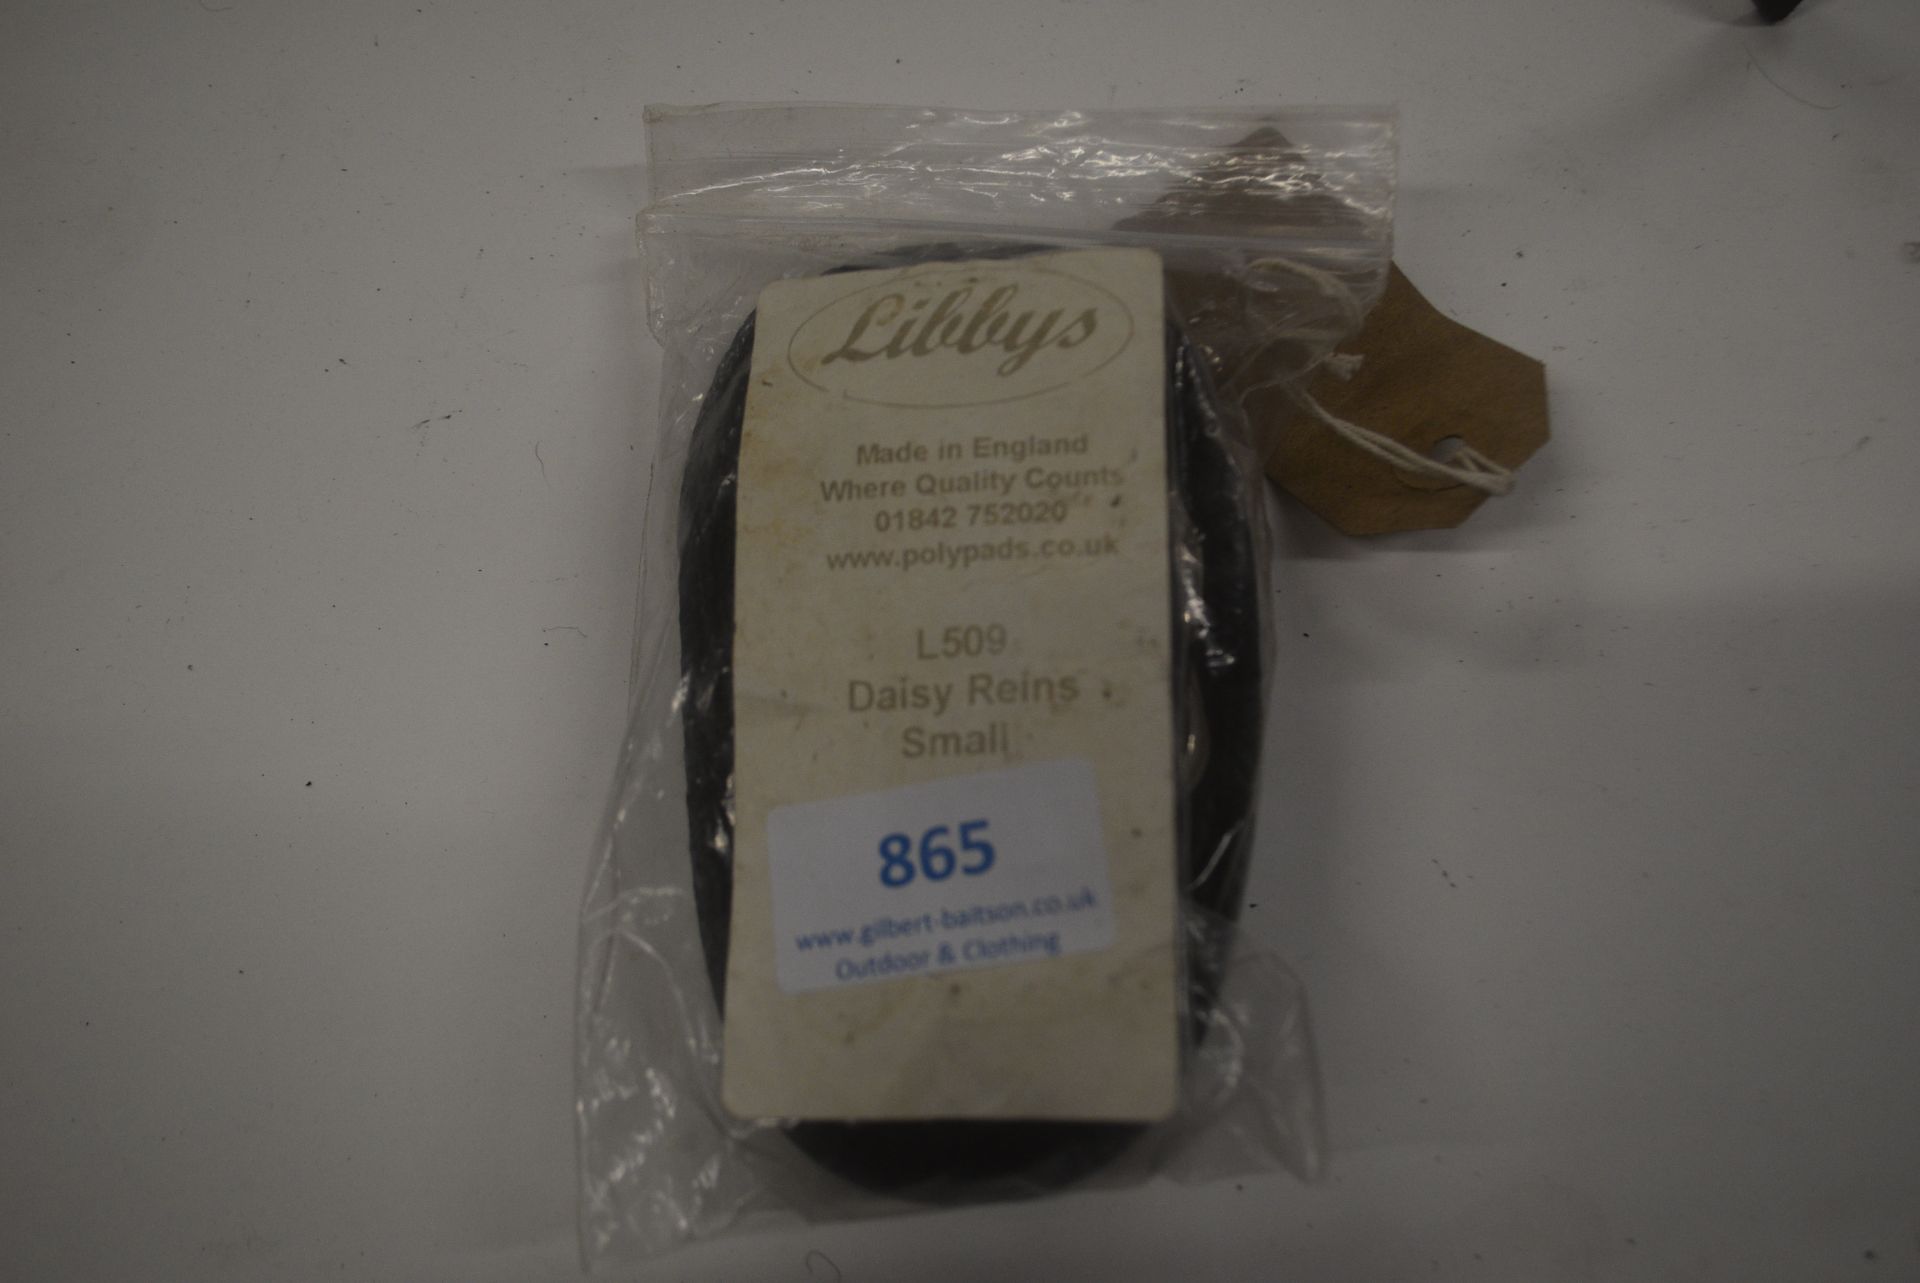 Libbys
Made in England
Where Quality Counts
01842 752020
www.polypads.co.uk
L509
Daisy Reins
Small
865
www.gilbert-baitson.co.uk
Outdoor & Clothing